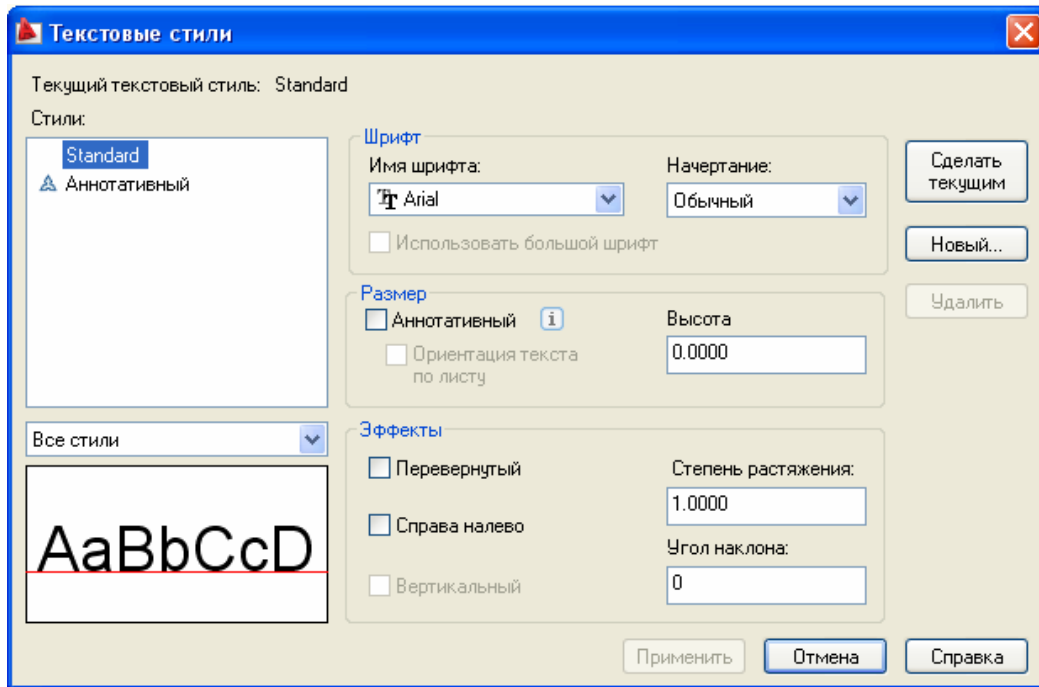 Текстовые стили
Текущий текстовый стиль: Standard
Стили:
Standard
Аннотативный
Все стили
AaBbCcD
Шрифт
Имя шрифта:
Arial
Начертание:
Обычный
Использовать большой шрифт
Размер
Аннотативный
Ориентация текста
по листу
Высота
0.0000
Эффекты
Перевернутый
Справа налево
Вертикальный
Степень растяжения:
1.0000
Угол наклона:
0
Сделать
текущим
Новый...
Удалить
Применить
Отмена
Справка